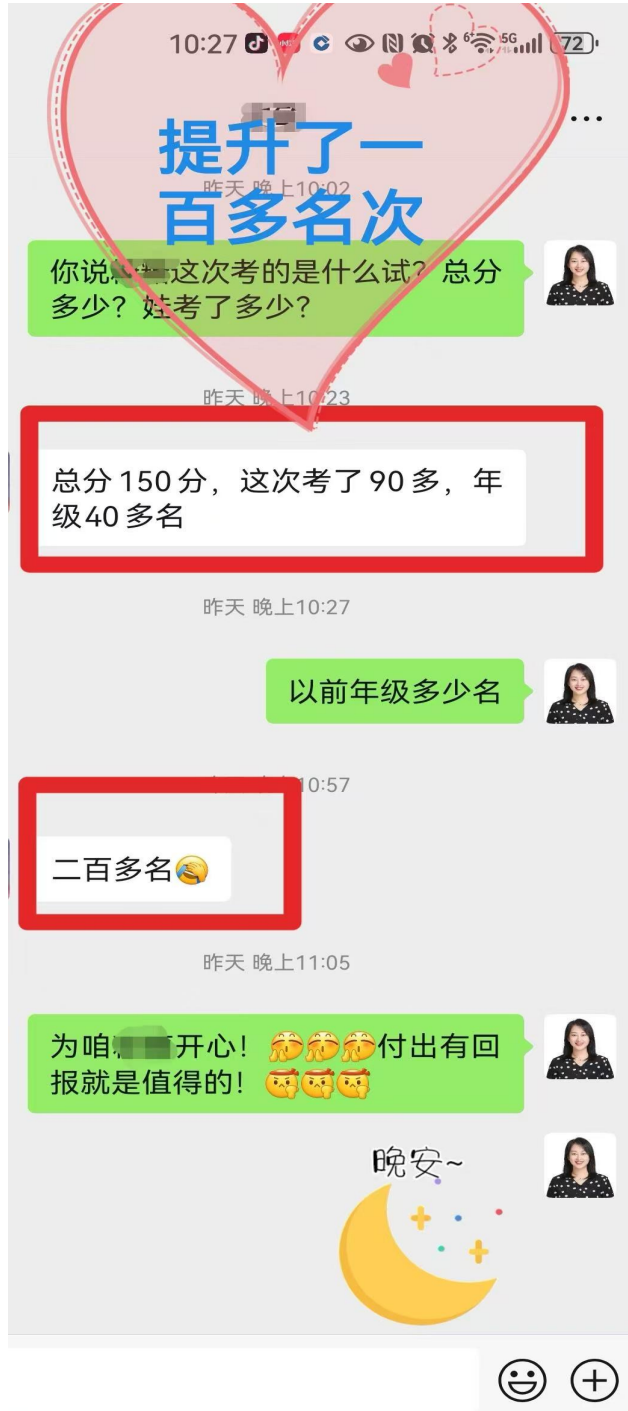 10:27
5G
72
提升了一
百多名次
昨天 晚上10:02
你说这次考的是什么试？总分
多少？娃考了多少？
昨天 晚上10:23
总分 150 分，这次考了 90 多，年
级40 多名
昨天 晚上10:27
以前年级多少名
10:57
二百多名
昨天 晚上11:05
为咱开心！付出有回
报就是值得的！
晚安~